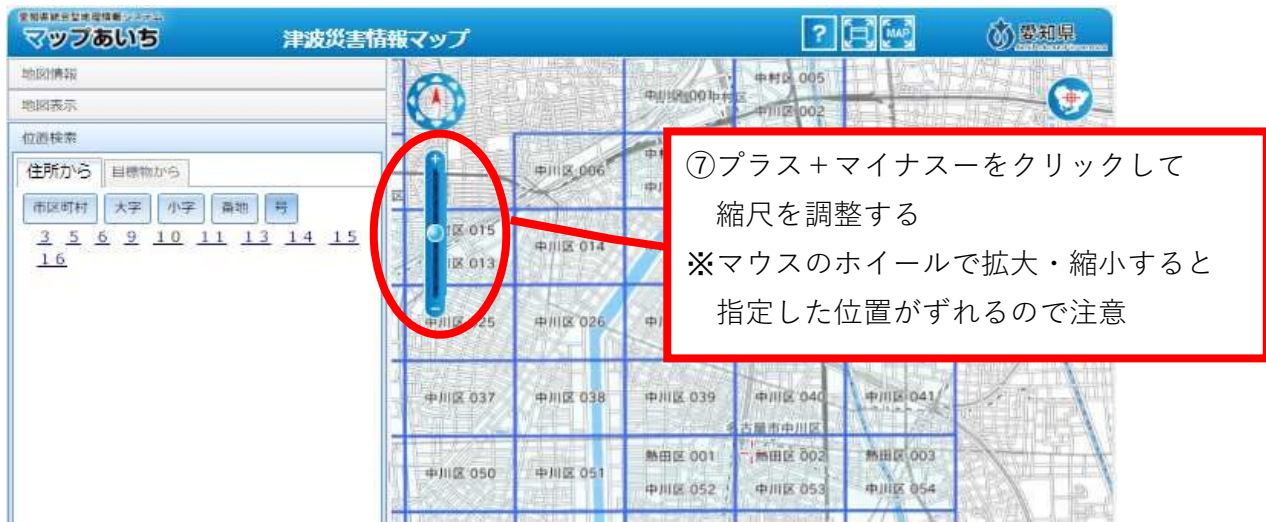 愛知県統合型地理情報システム
マップあいち
津波災害情報マップ
?
MAP
愛知県
地図情報
地図表示
位置検索
住所から 目標物から
市区町村 大字 小字 番地 号
3 5 6 9 10 11 13 14 15
16
⑦プラス＋マイナスーをクリックして
縮尺を調整する
※マウスのホイールで拡大・縮小すると
指定した位置がずれるので注意
中村区 005
中川区 001
中川区 002
中川区 006
区 015
中川区 014
区 013
中川区 025
中川区 026
中川区 037
中川区 038
中川区 039
中川区 040
中川区 041
名古屋市中川区
熱田区 001
熱田区 002
熱田区 003
中川区 050
中川区 051
中川区 052
中川区 053
中川区 054